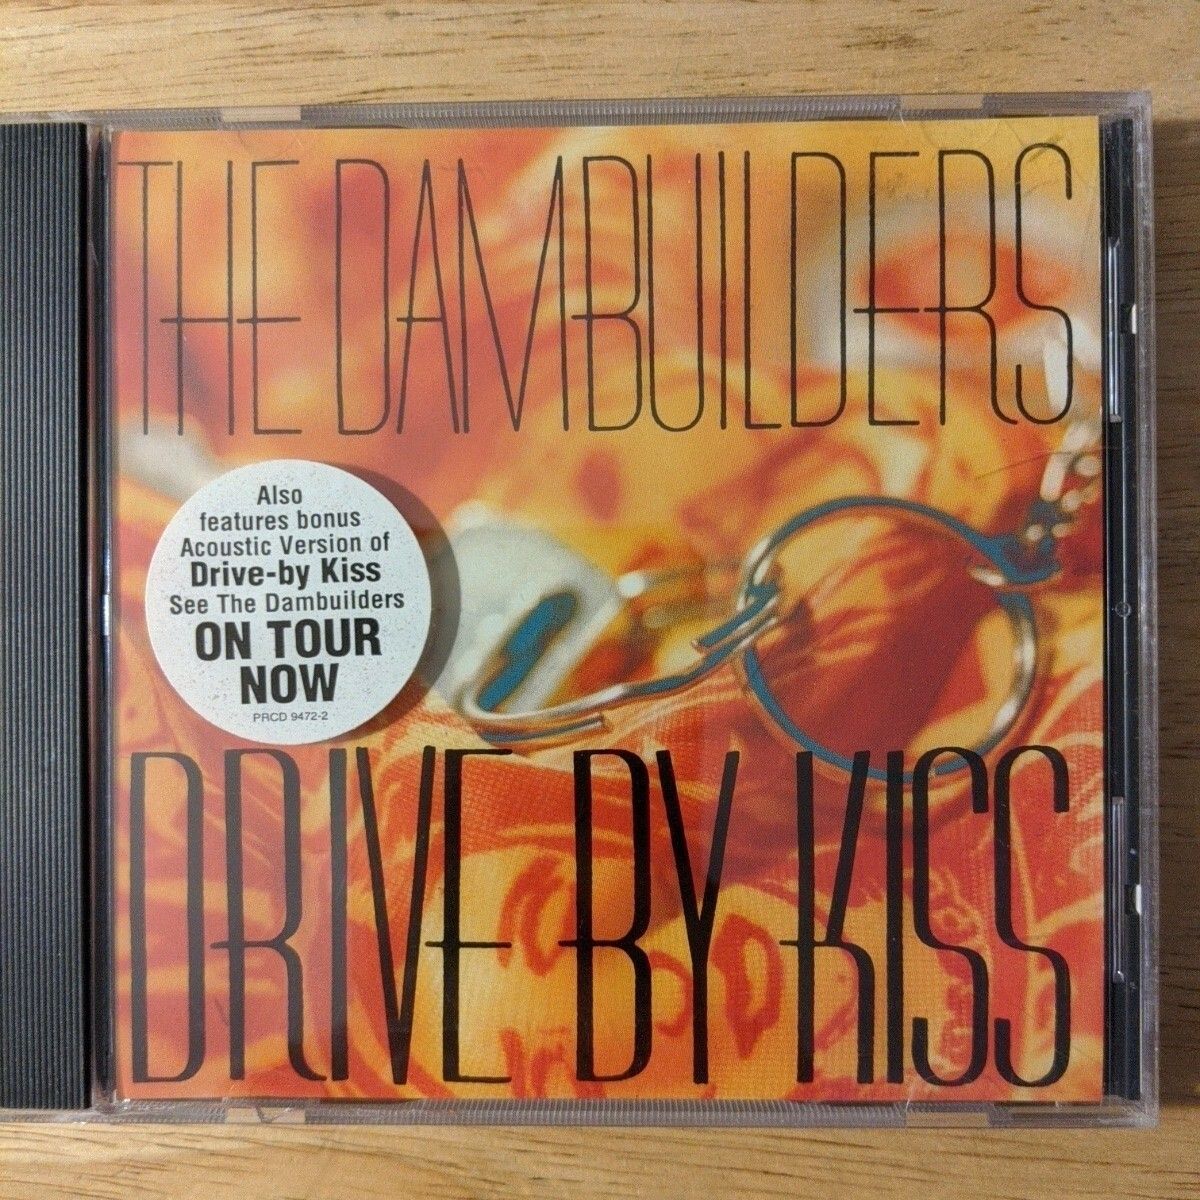 THE DAMBUILDERS
Also
features bonus
Acoustic Version of
Drive-by Kiss
See The Dambuilders
ON TOUR
NOW
PRCD 9472-2
DRIVE BY KISS